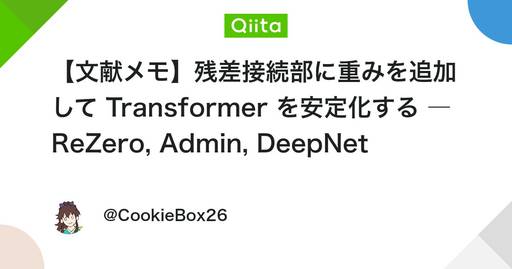 Qiita
【文献メモ】残差接続部に重みを追加
して Transformer を安定化する ―
ReZero, Admin, DeepNet
@CookieBox26